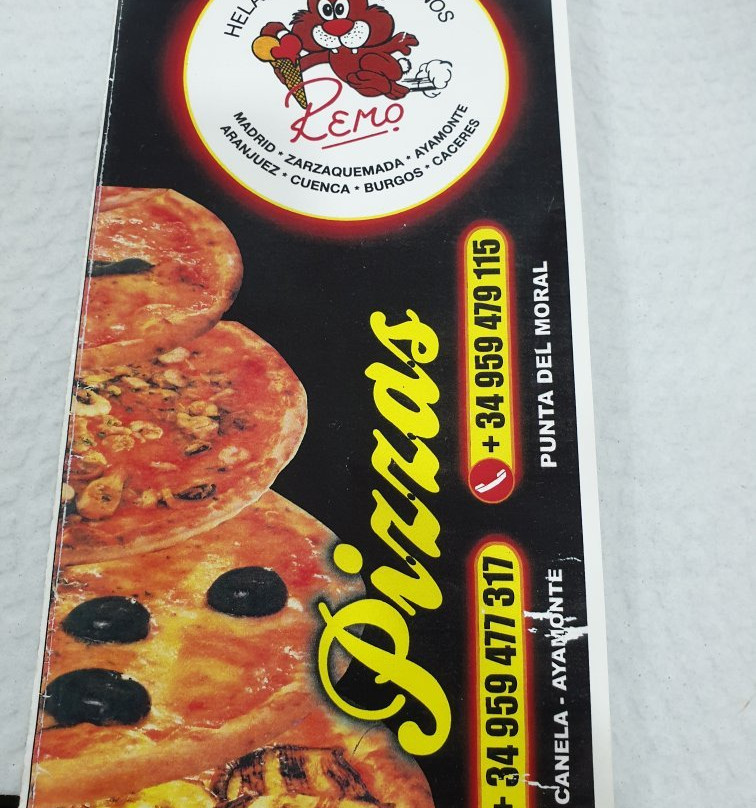 Remo
MADRID * ZARZAQUEMADA * AYAMONTE
ARANJUEZ * CUENCA * BURGOS * CACERES
Pizzas
+ 34 959 479 115
PUNTA DEL MORAL
+ 34 959 477 317
CANELA - AYAMONTE